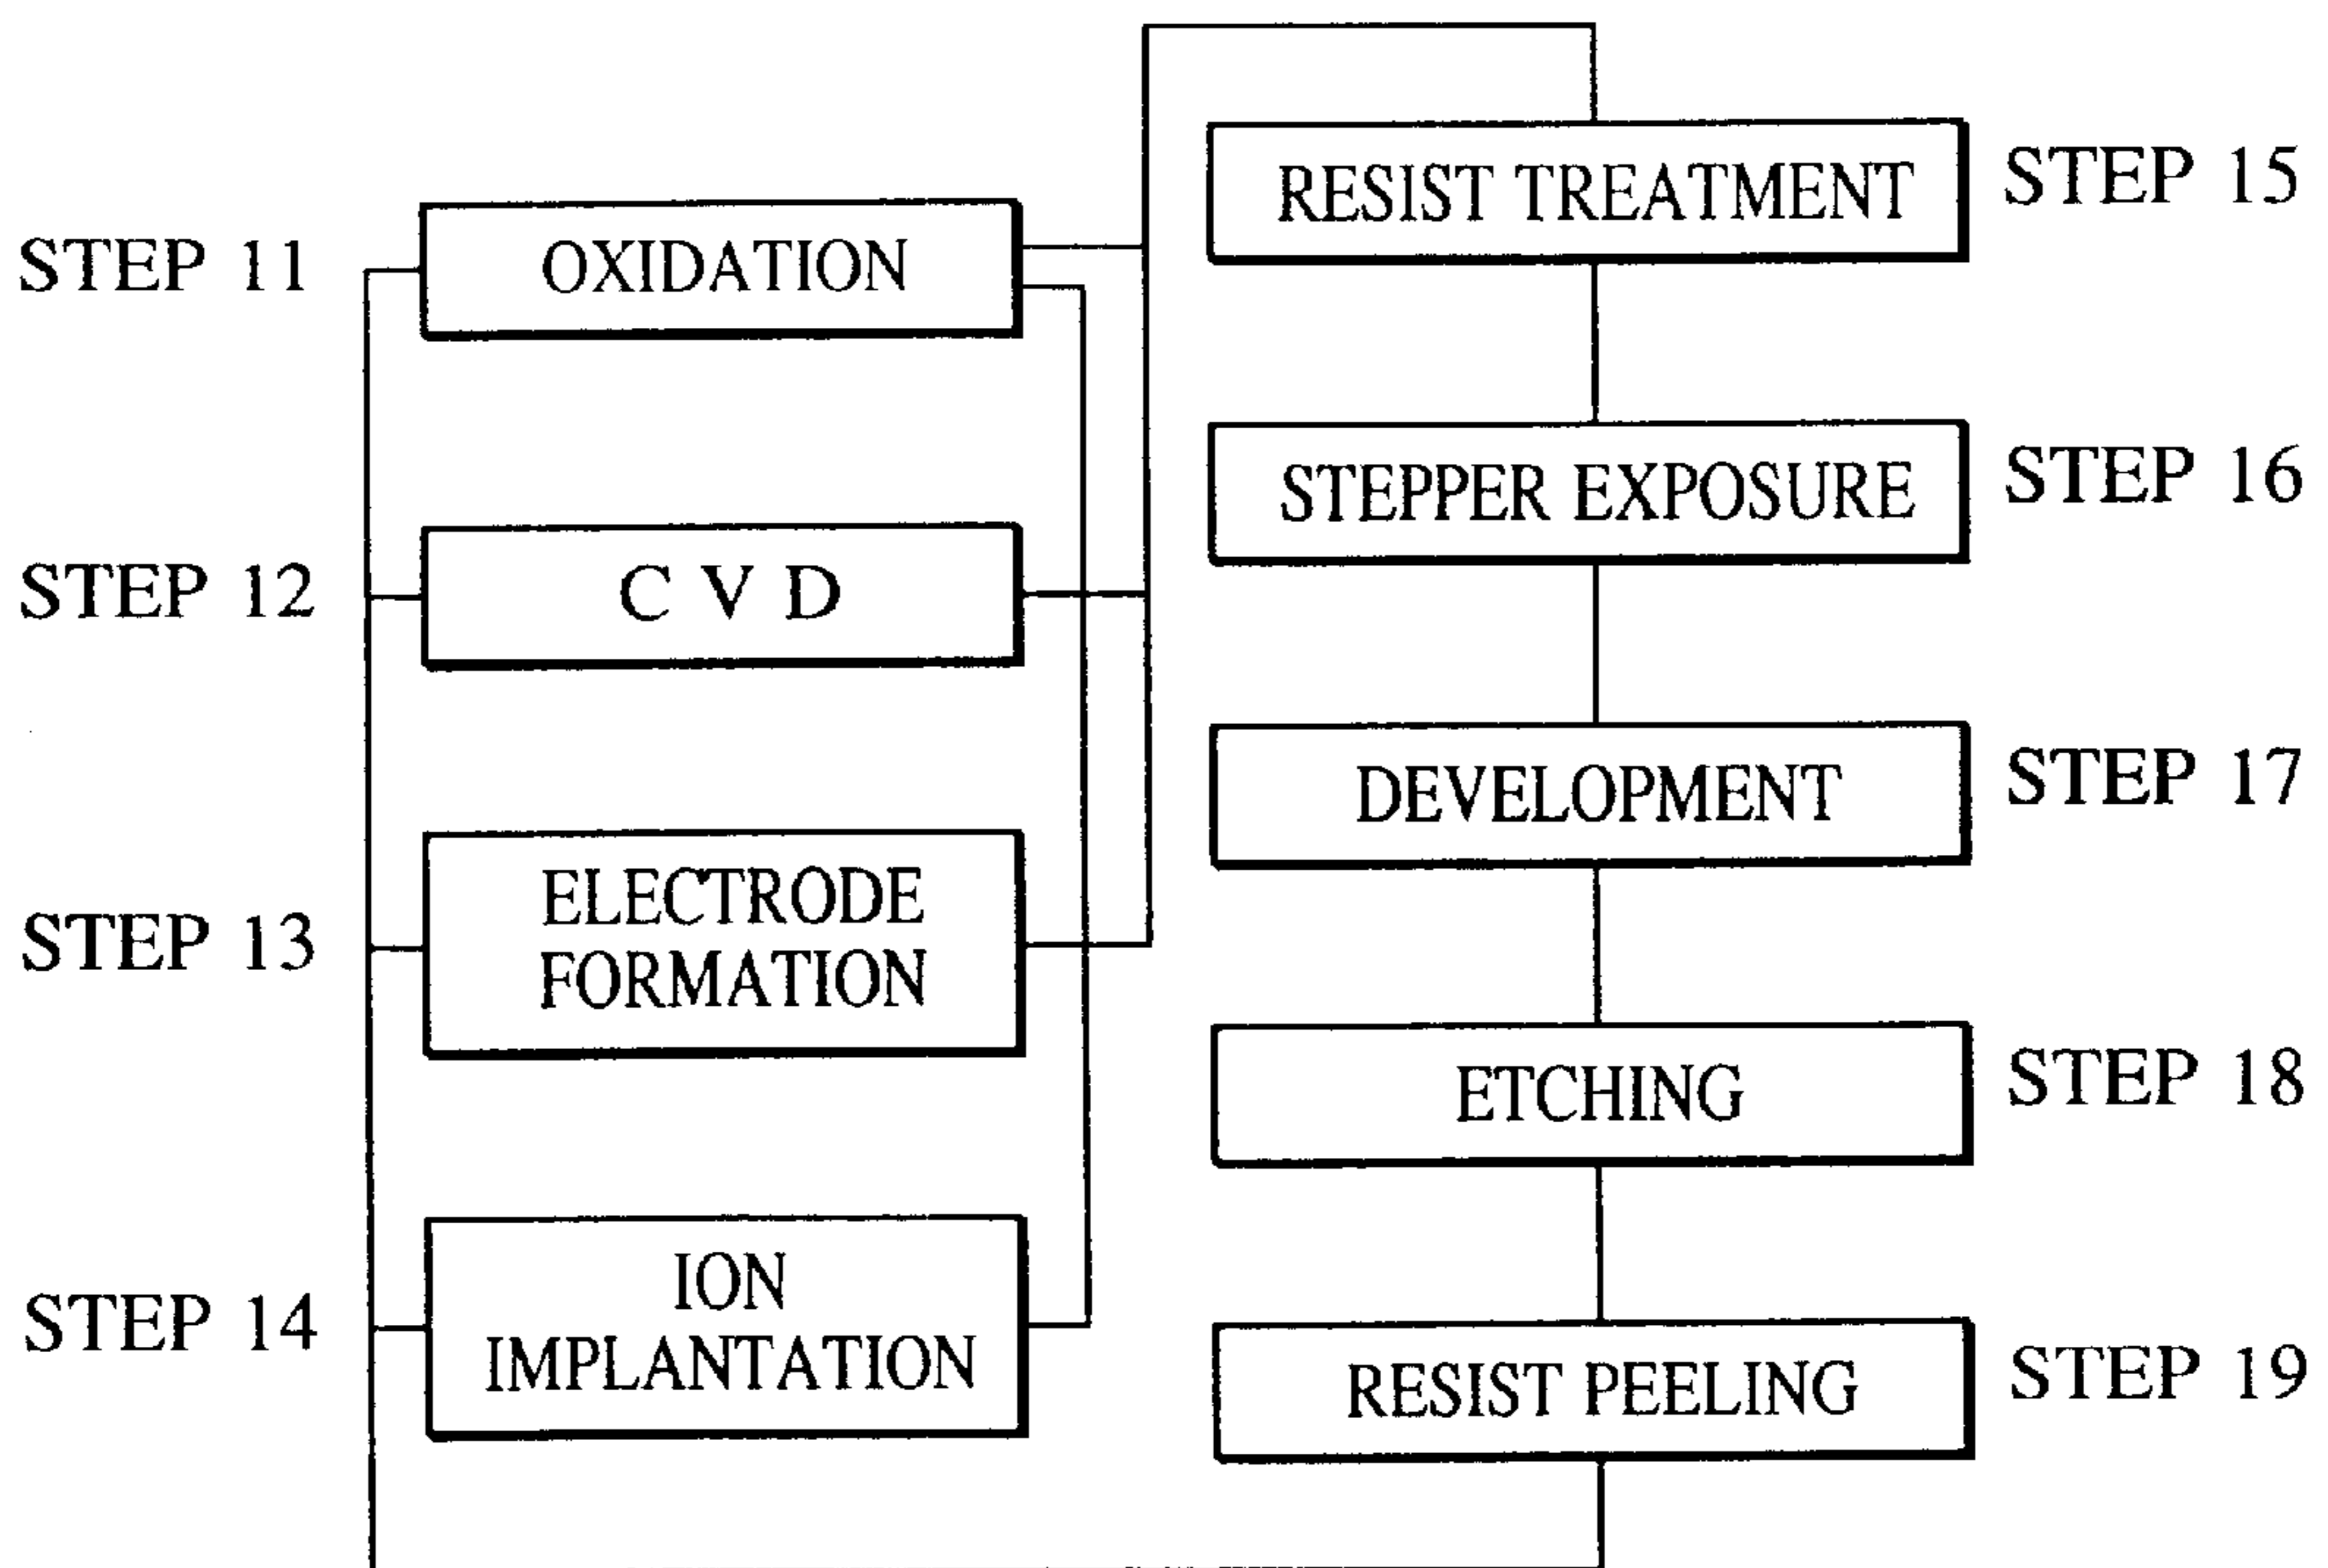 STEP 11
OXIDATION
STEP 12
C V D
STEP 13
ELECTRODE
FORMATION
STEP 14
ION
IMPLANTATION
RESIST TREATMENT
STEP 15
STEPPER EXPOSURE
STEP 16
DEVELOPMENT
STEP 17
ETCHING
STEP 18
RESIST PEELING
STEP 19